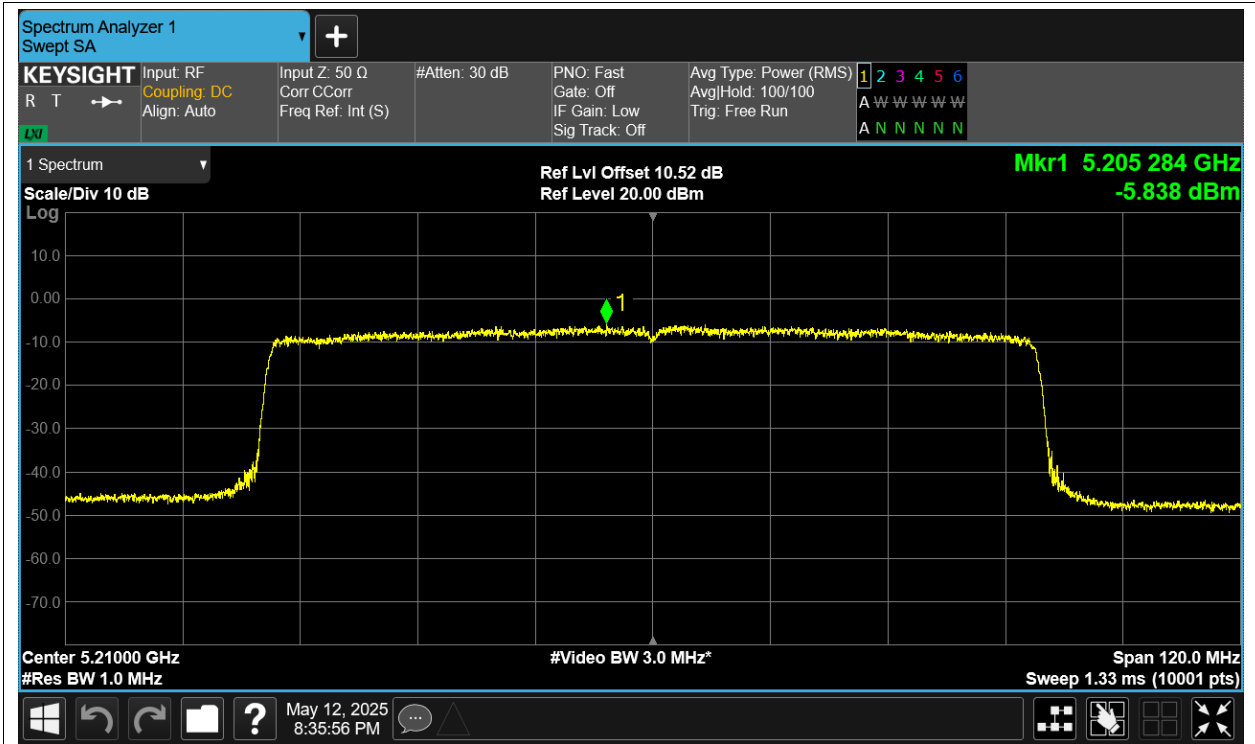 Spectrum Analyzer 1
Swept SA
KEYSIGHT
R T
LXI
Input: RF
Coupling: DC
Align: Auto
Input Z: 50 Ω
Corr CCorr
Freq Ref: Int (S)
#Atten: 30 dB
PNO: Fast
Gate: Off
IF Gain: Low
Sig Track: Off
Avg Type: Power (RMS)
Avg|Hold: 100/100
Trig: Free Run
1 2 3 4 5 6
A W W W W W
A N N N N N
1 Spectrum
Scale/Div 10 dB
Log
Ref Lvl Offset 10.52 dB
Ref Level 20.00 dBm
Mkr1 5.205 284 GHz
-5.838 dBm
10.0
0.00
-10.0
-20.0
-30.0
-40.0
-50.0
-60.0
-70.0
1
Center 5.21000 GHz
#Res BW 1.0 MHz
#Video BW 3.0 MHz*
Span 120.0 MHz
Sweep 1.33 ms (10001 pts)
?
May 12, 2025
8:35:56 PM